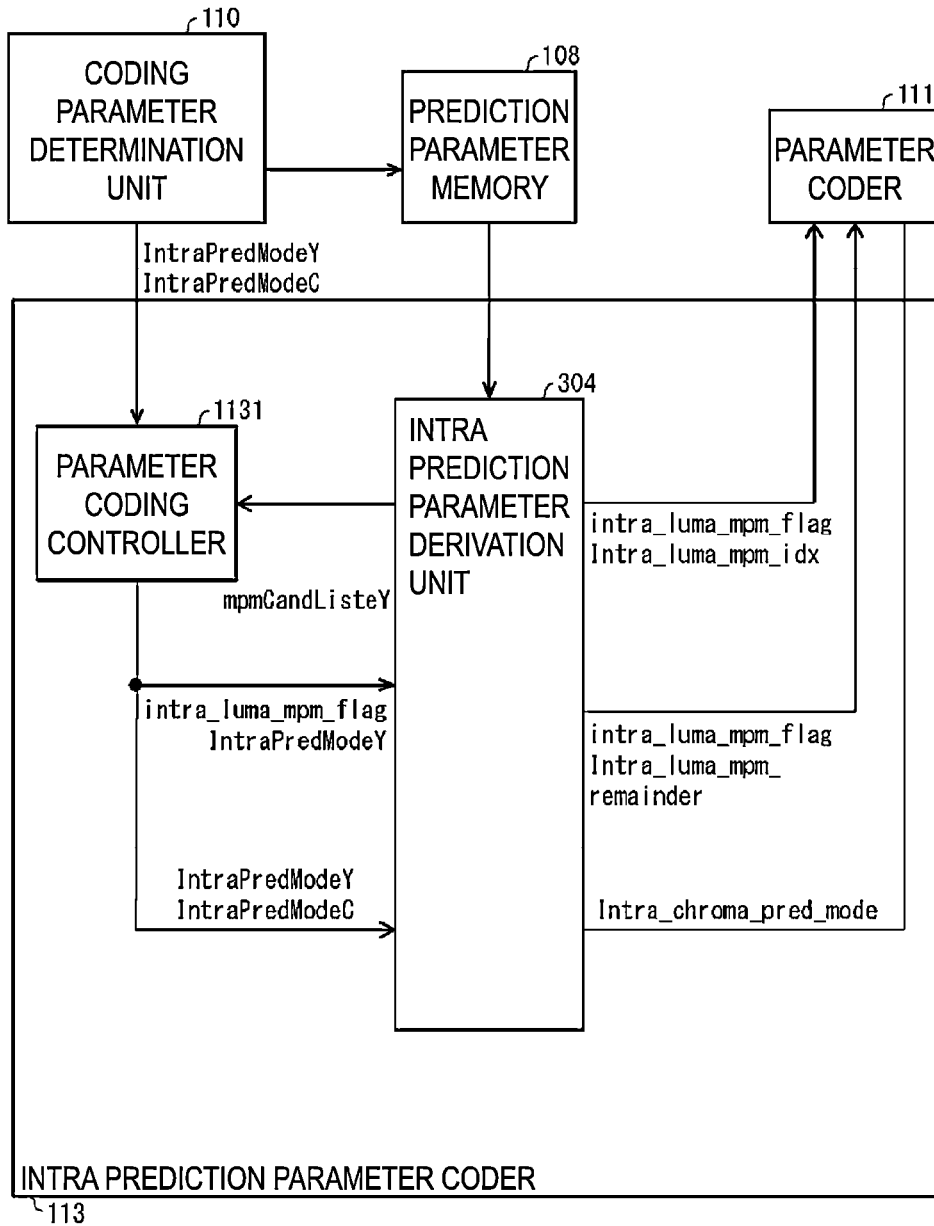 110
CODING
PARAMETER
DETERMINATION
UNIT
108
PREDICTION
PARAMETER
MEMORY
111
PARAMETER
CODER
IntraPredModeY
IntraPredModeC
1131
PARAMETER
CODING
CONTROLLER
304
INTRA
PREDICTION
PARAMETER
DERIVATION
UNIT
mpmCandListeY
intra_luma_mpm_flag
IntraPredModeY
IntraPredModeY
IntraPredModeC
intra_luma_mpm_flag
Intra_luma_mpm_idx
intra_luma_mpm_flag
Intra_luma_mpm_
remainder
Intra_chroma_pred_mode
INTRA PREDICTION PARAMETER CODER
113